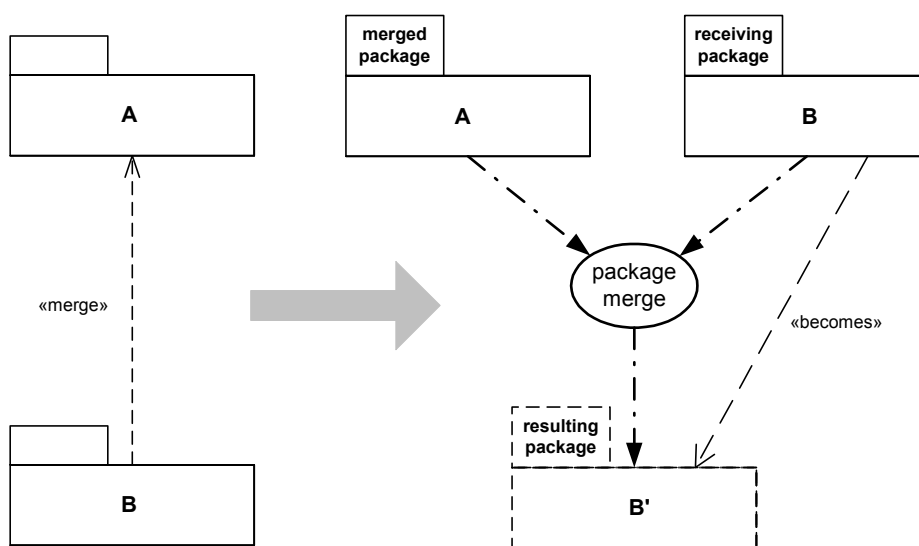 A
«merge»
B
merged
package
A
receiving
package
B
package
merge
«becomes»
resulting
package
B'